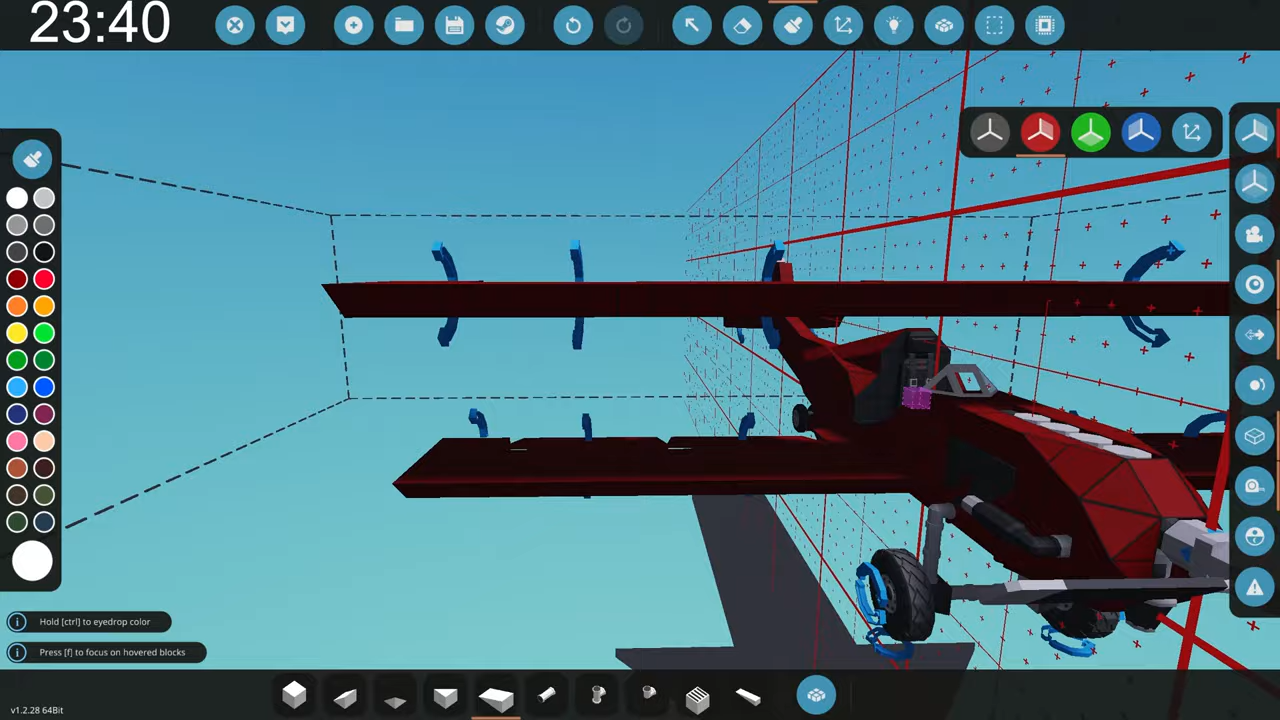 23:40
Hold [ctrl] to eyedrop color
Press [f] to focus on hovered blocks
v1.2.28 64Bit